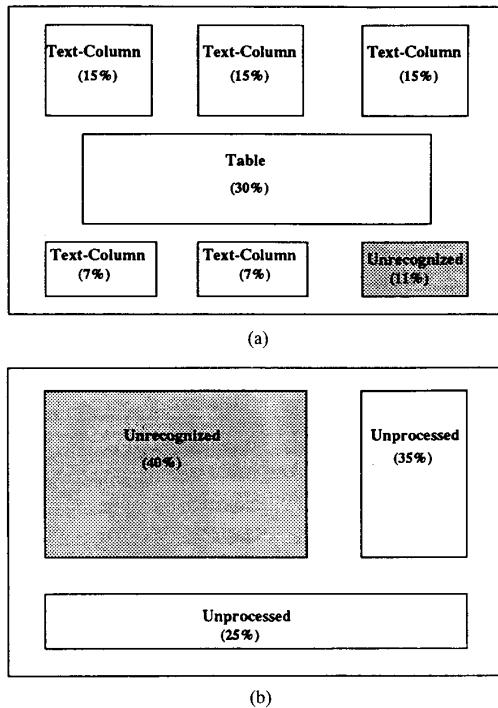 Text-Column Text-Column Text-Column
(15%) (15%) (15%)
Table
(30%)
Text-Column Text-Column Unrecognized
(7%) (7%) (11%)
(a)
Unrecognized Unprocessed
(40%) (35%)
Unprocessed
(25%)
(b)